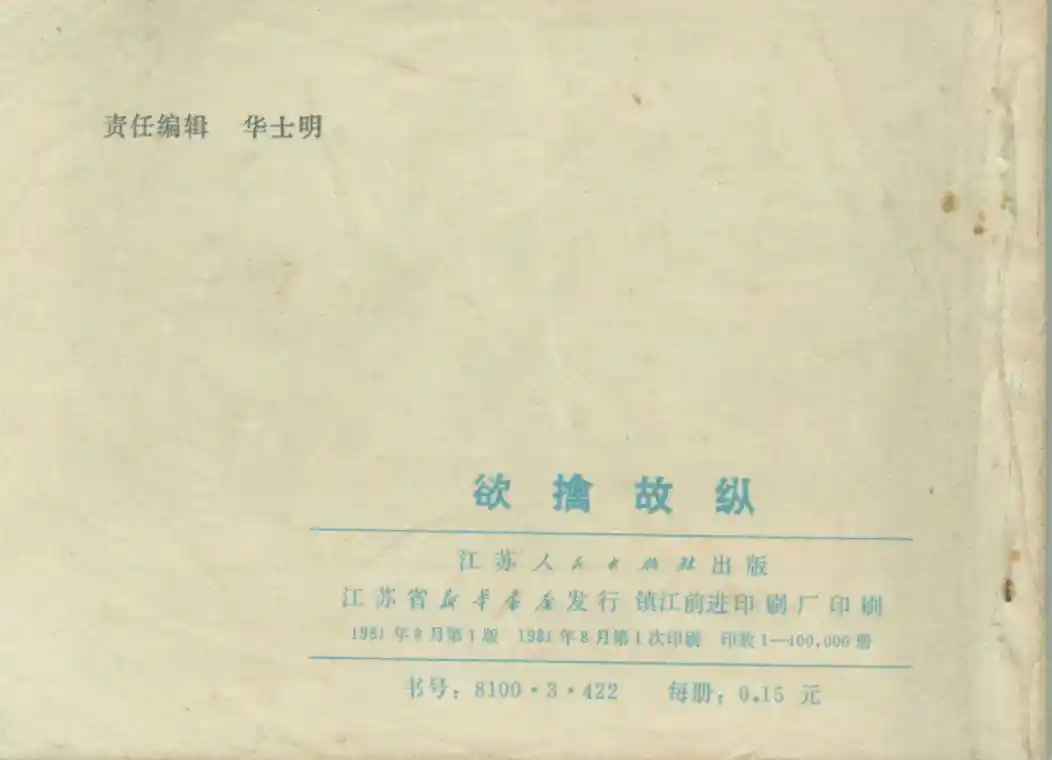 责任编辑 华士明
欲擒故纵
江苏人民出版社出版
江苏省新华书店发行 镇江前进印刷厂印刷
1981年8月第1版 1981年8月第1次印刷 印数1—400,000册
书号：8100·3·422 每册：0.15元